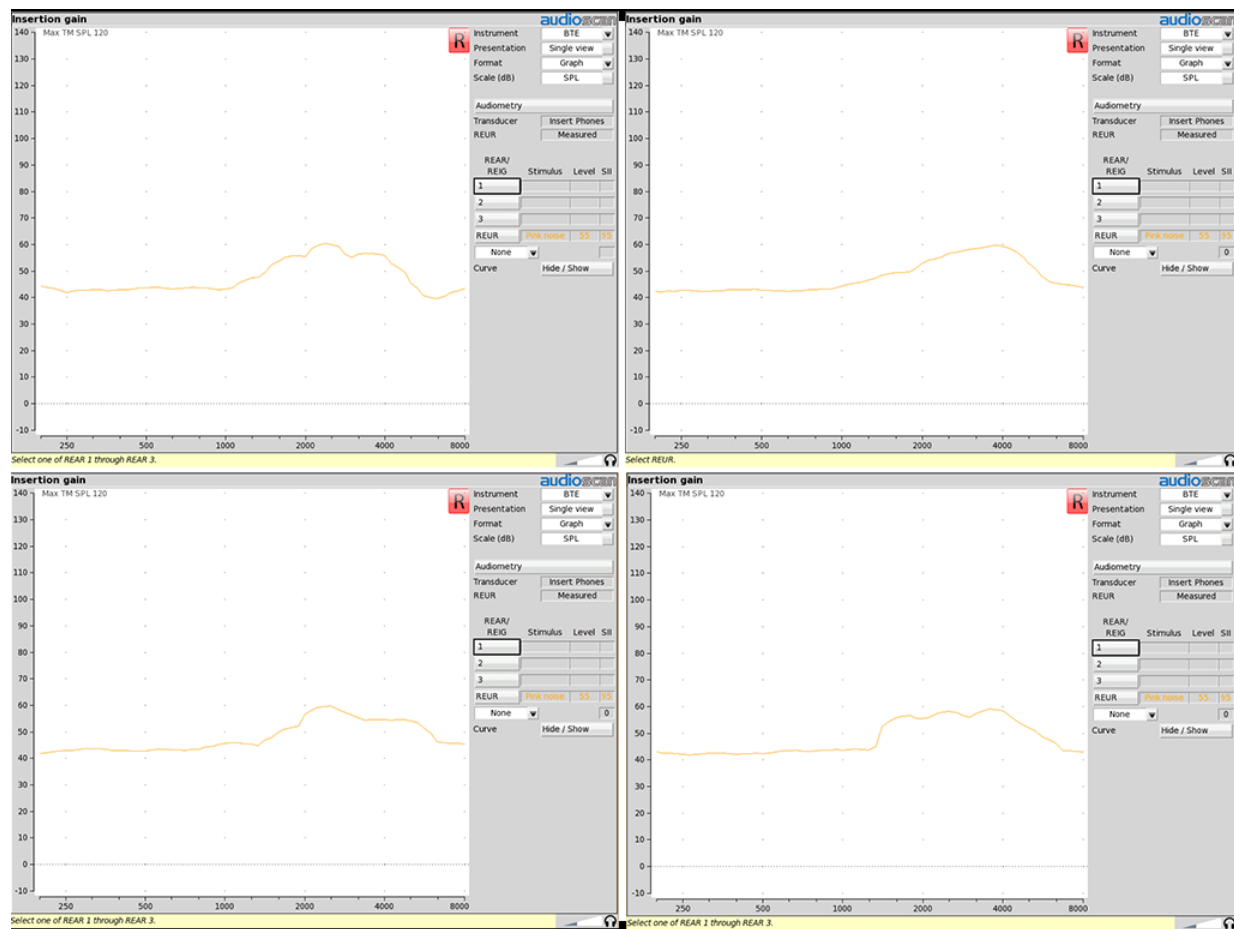 Insertion gain audioscan
140 Max TM SPL 120 R Instrument BTE
130 Presentation Single view
Format Graph
120 Scale (dB) SPL
110
Audiometry
100 Transducer Insert Phones
REUR Measured
90 REAR/
REIG Stimulus Level SII
80 1
70 2
3
60 REUR Pink noise 55 95
None
50 Curve Hide / Show
40
30
20
10
0
-10
250 500 1000 2000 4000 8000
Select one of REAR 1 through REAR 3.
Insertion gain audioscan
140 Max TM SPL 120 R Instrument BTE
130 Presentation Single view
Format Graph
120 Scale (dB) SPL
110
Audiometry
100 Transducer Insert Phones
REUR Measured
90 REAR/
REIG Stimulus Level SII
80 1
70 2
3
60 REUR Pink noise 55 95
None 0
50 Curve Hide / Show
40
30
20
10
0
-10
250 500 1000 2000 4000 8000
Select REUR.
Insertion gain audioscan
140 Max TM SPL 120 R Instrument BTE
130 Presentation Single view
Format Graph
120 Scale (dB) SPL
110
Audiometry
100 Transducer Insert Phones
REUR Measured
90 REAR/
REIG Stimulus Level SII
80 1
70 2
3
60 REUR Pink noise 55 95
None 0
50 Curve Hide / Show
40
30
20
10
0
-10
250 500 1000 2000 4000 8000
Select one of REAR 1 through REAR 3.
Insertion gain audioscan
140 Max TM SPL 120 R Instrument BTE
130 Presentation Single view
Format Graph
120 Scale (dB) SPL
110
Audiometry
100 Transducer Insert Phones
REUR Measured
90 REAR/
REIG Stimulus Level SII
80 1
70 2
3
60 REUR Pink noise 55 95
None 0
50 Curve Hide / Show
40
30
20
10
0
-10
250 500 1000 2000 4000 8000
Select one of REAR 1 through REAR 3.